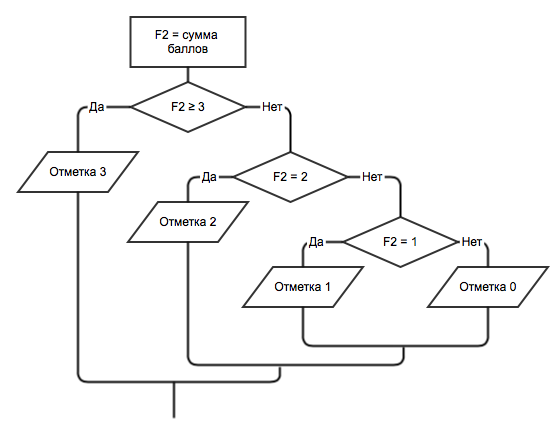 F2 = сумма
баллов
F2 ≥ 3
Да
Нет
Отметка 3
F2 = 2
Да
Нет
Отметка 2
F2 = 1
Да
Нет
Отметка 1
Отметка 0